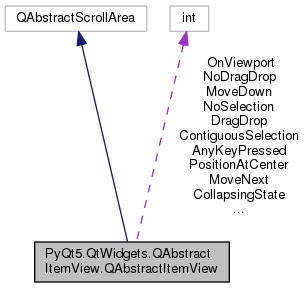 QAbstractScrollArea
int
OnViewport
NoDragDrop
MoveDown
NoSelection
DragDrop
ContiguousSelection
AnyKeyPressed
PositionAtCenter
MoveNext
CollapsingState
...
PyQt5.QtWidgets.QAbstract
ItemView.QAbstractItemView